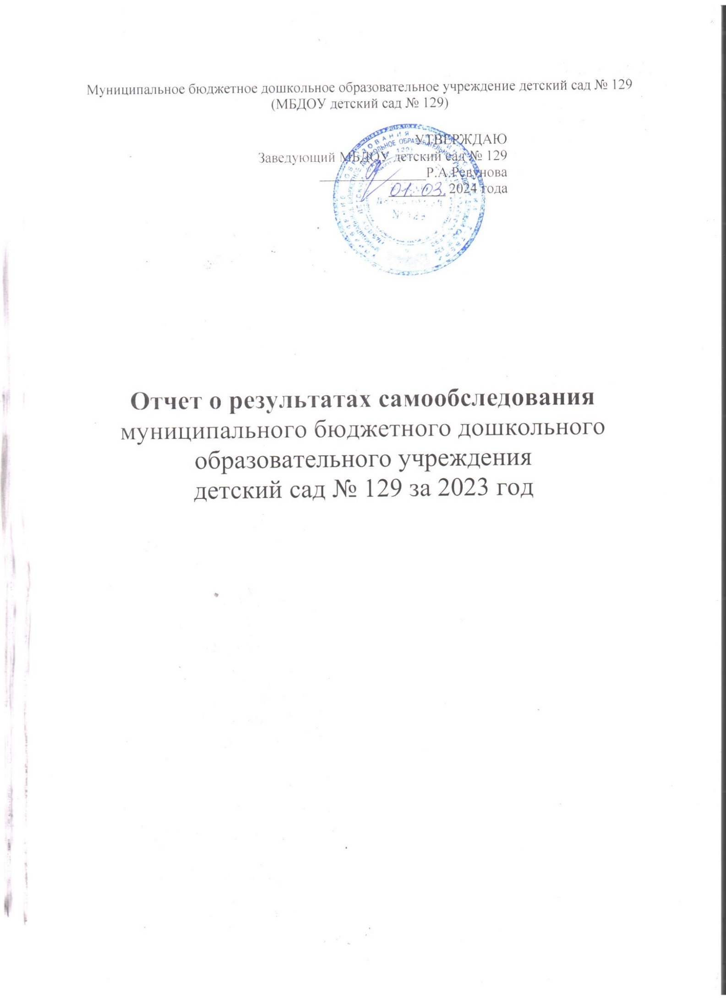 Муниципальное бюджетное дошкольное образовательное учреждение детский сад № 129
(МБДОУ детский сад № 129)
УТВЕРЖДАЮ
Заведующий МБДОУ детский сад № 129
Р.А.Ревунова
01.03. 2024 года
Отчет о результатах самообследования
муниципального бюджетного дошкольного
образовательного учреждения
детский сад № 129 за 2023 год